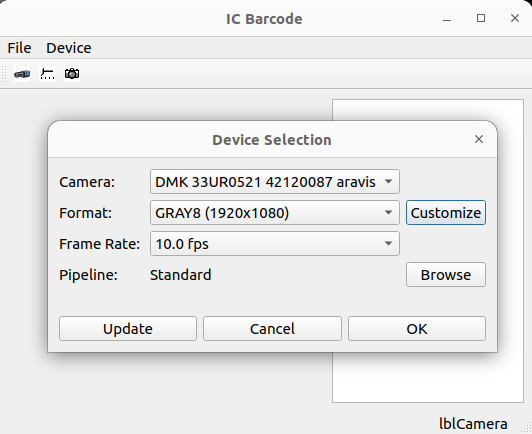 IC Barcode
File Device
Device Selection
Camera: DMK 33UR0521 42120087 aravis
Format: GRAY8 (1920x1080) Customize
Frame Rate: 10.0 fps
Pipeline: Standard Browse
Update Cancel OK
lblCamera